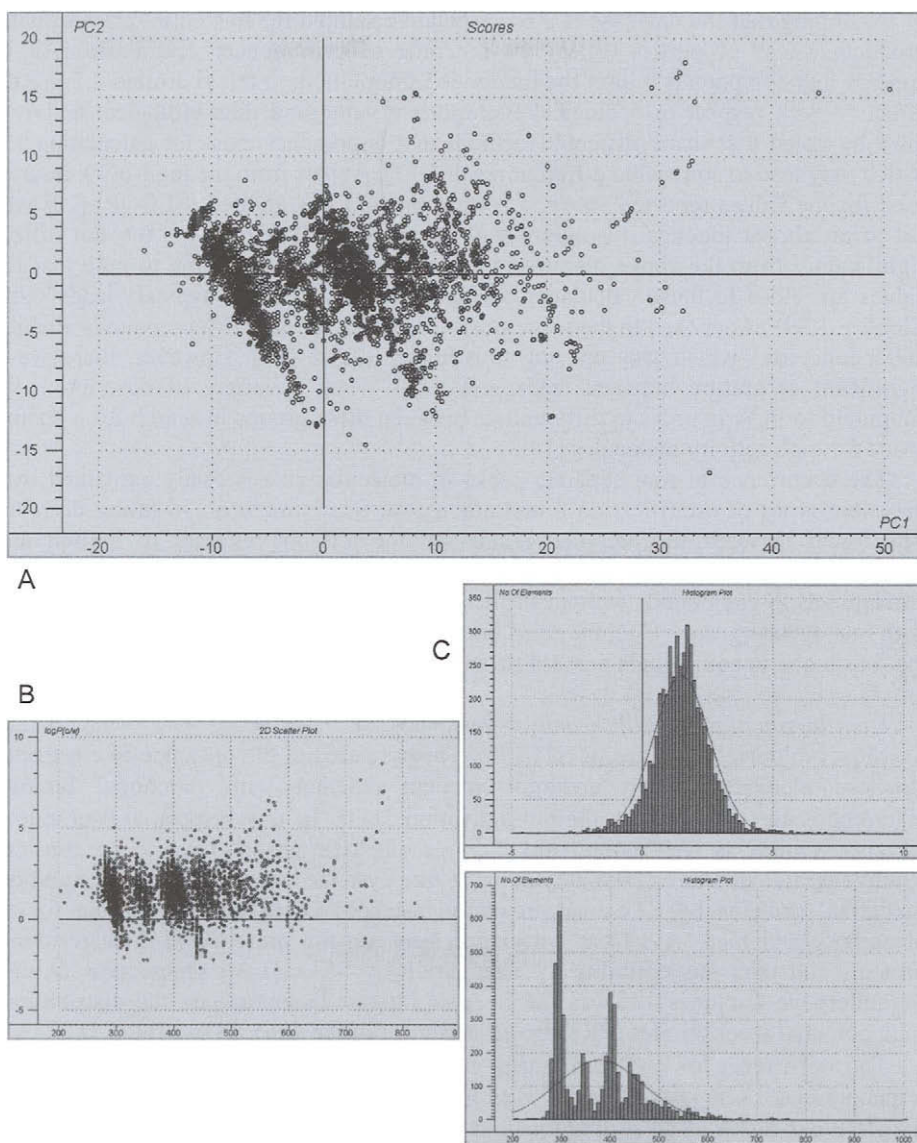 PC2 Scores
20
15
10
5
0
-5
-10
-15
-20
PC1
-20 -10 0 10 20 30 40 50
A
B
C
logP(o/w) 2D Scatter Plot
10
5
0
-5
200 300 400 500 600 700 800 9
No.Of Elements Histogram Plot
350
300
250
200
150
100
50
0
-5 0 5 10
No.Of Elements Histogram Plot
700
600
500
400
300
200
100
0
200 300 400 500 600 700 800 900 1000